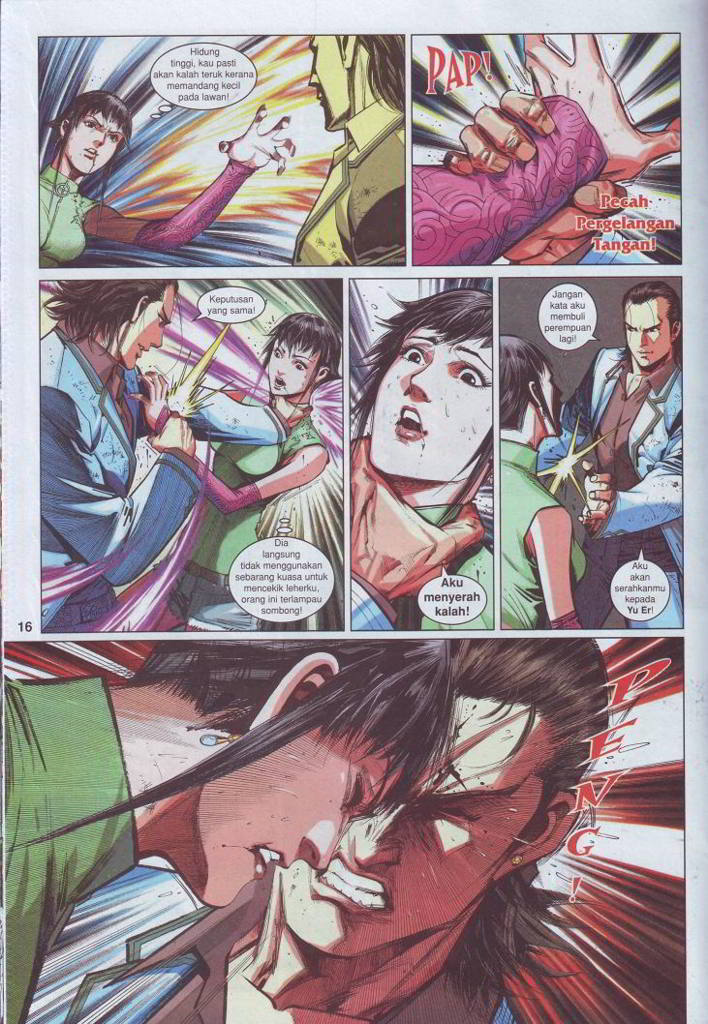 Hidung
tinggi, kau pasti
akan kalah teruk kerana
memandang kecil
pada lawan!
PAP!
Pecah
Pergelangan
Tangan!
Keputusan
yang sama!
Dia
langsung
tidak menggunakan
sebarang kuasa untuk
mencekik leherku,
orang ini terlampau
sombong!
Aku
menyerah
kalah!
Jangan
kata aku
membuli
perempuan
lagi!
Aku
akan
serahkanmu
kepada
Yu Er!
16
PENG!